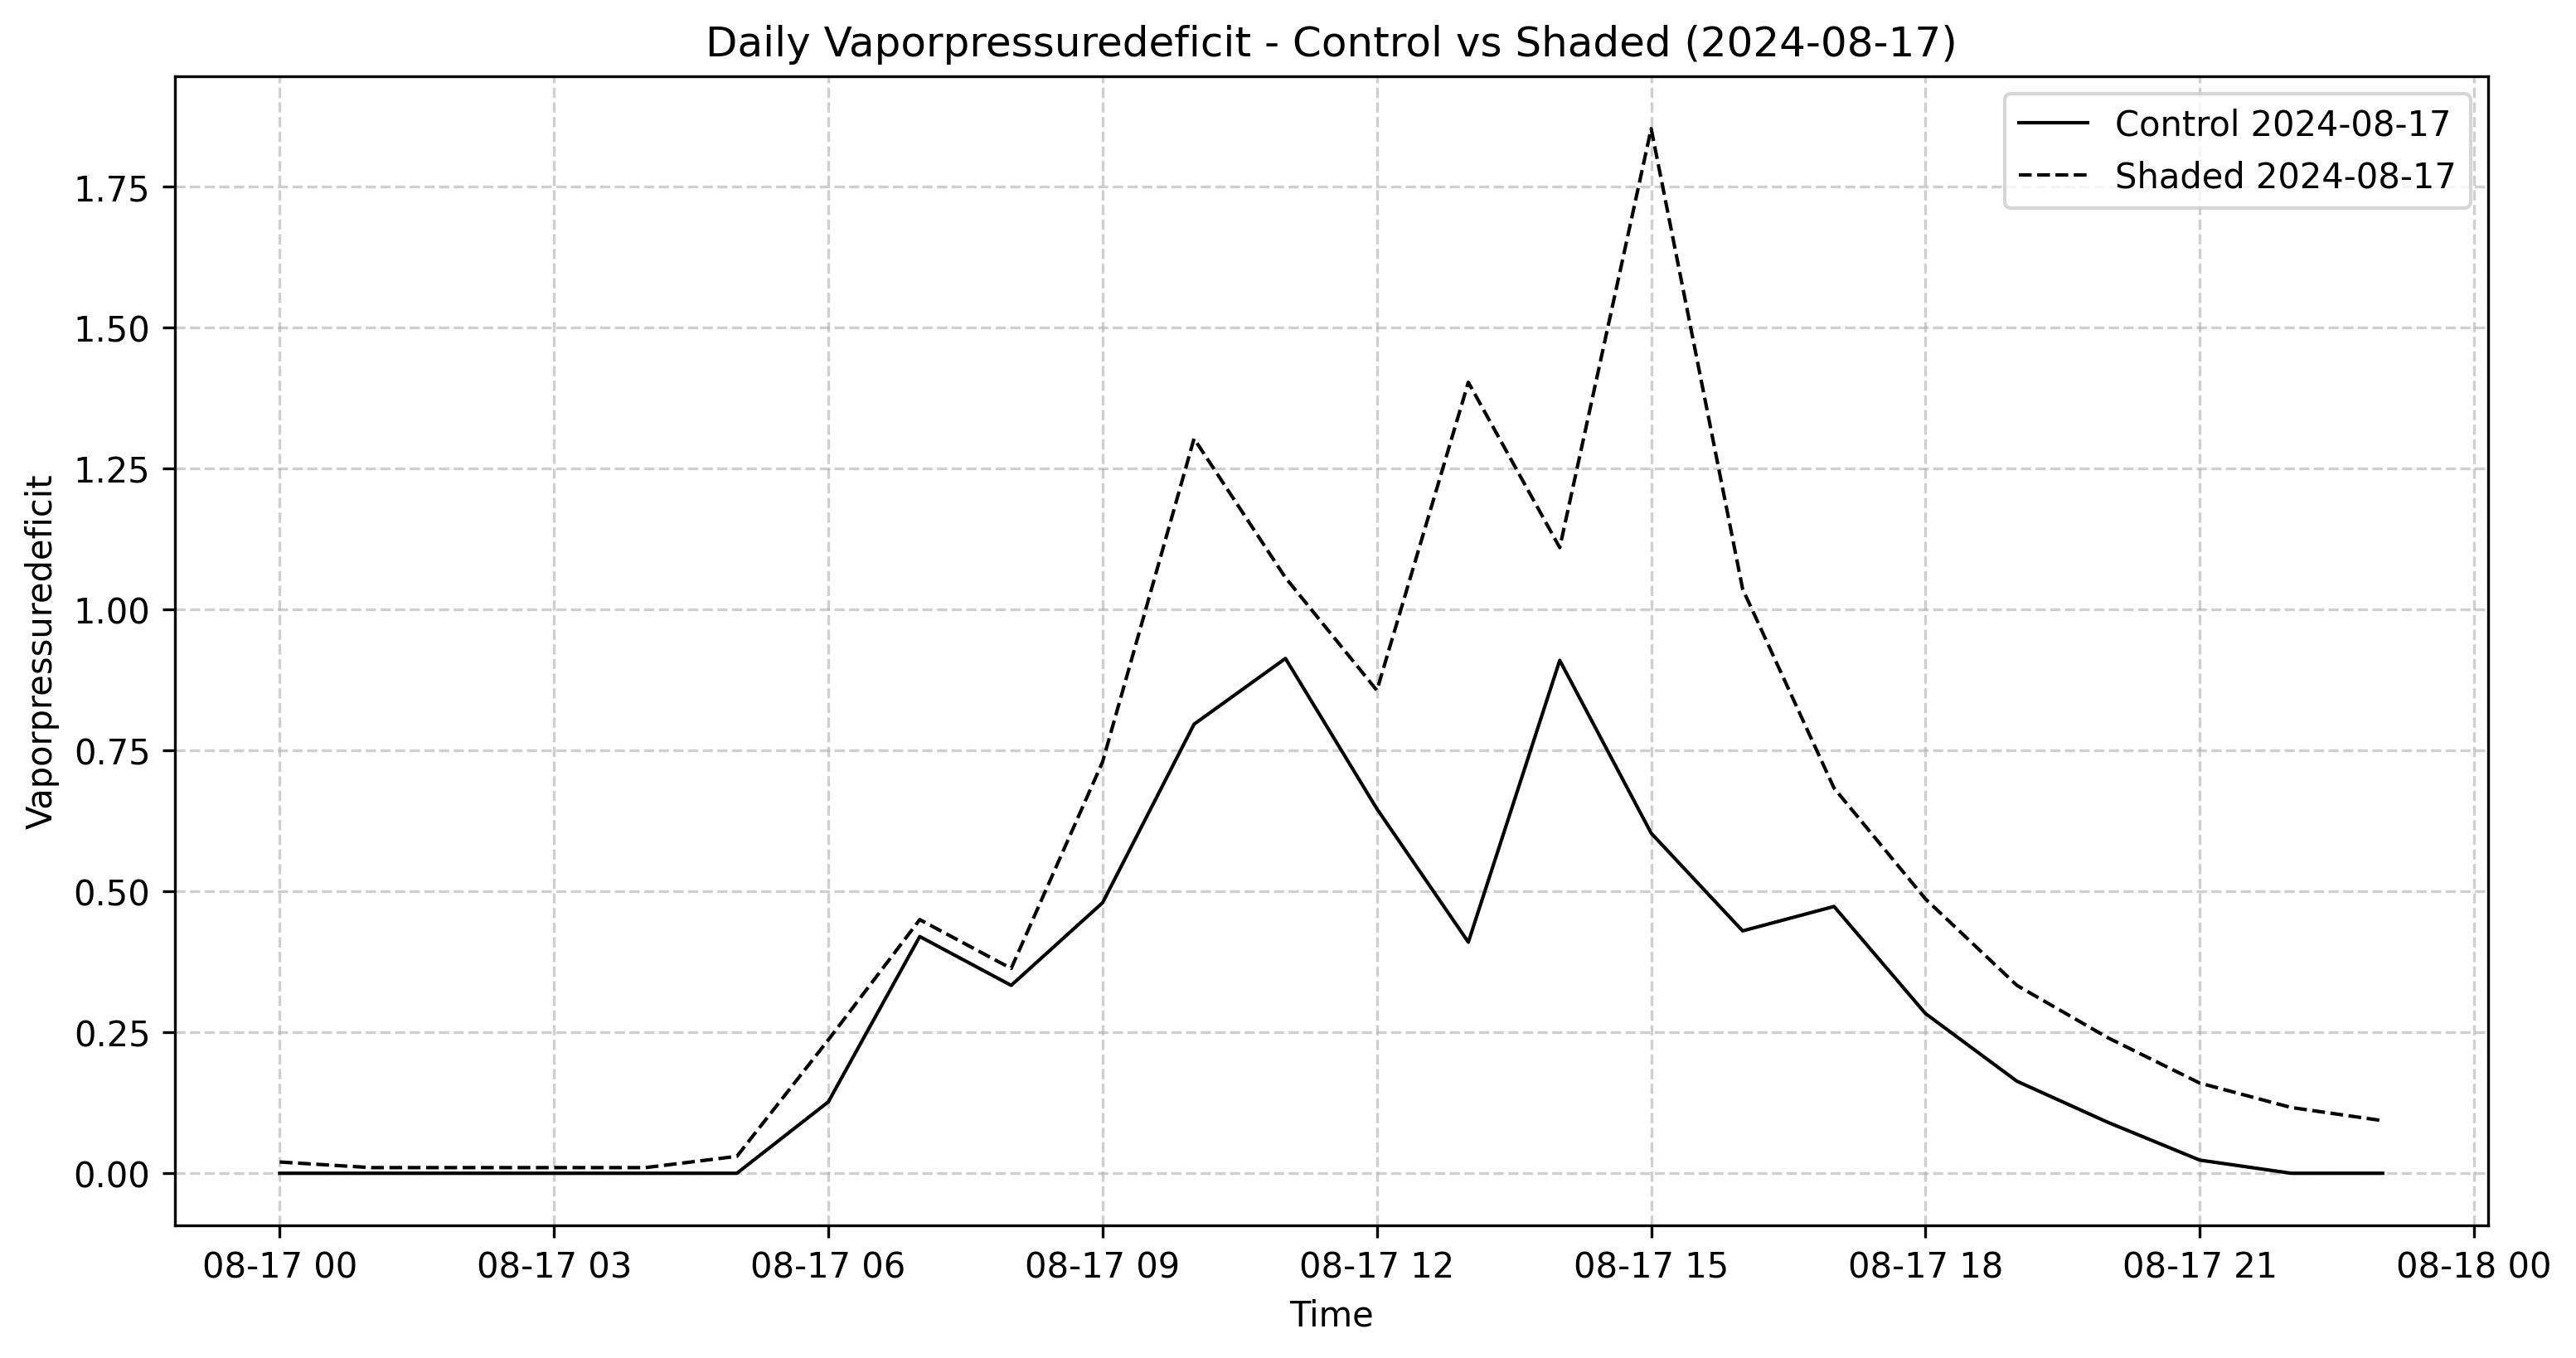 Daily Vaporpressuredeficit - Control vs Shaded (2024-08-17)
Control 2024-08-17
Shaded 2024-08-17
Vaporpressuredeficit
1.75
1.50
1.25
1.00
0.75
0.50
0.25
0.00
08-17 00 08-17 03 08-17 06 08-17 09 08-17 12 08-17 15 08-17 18 08-17 21 08-18 00
Time